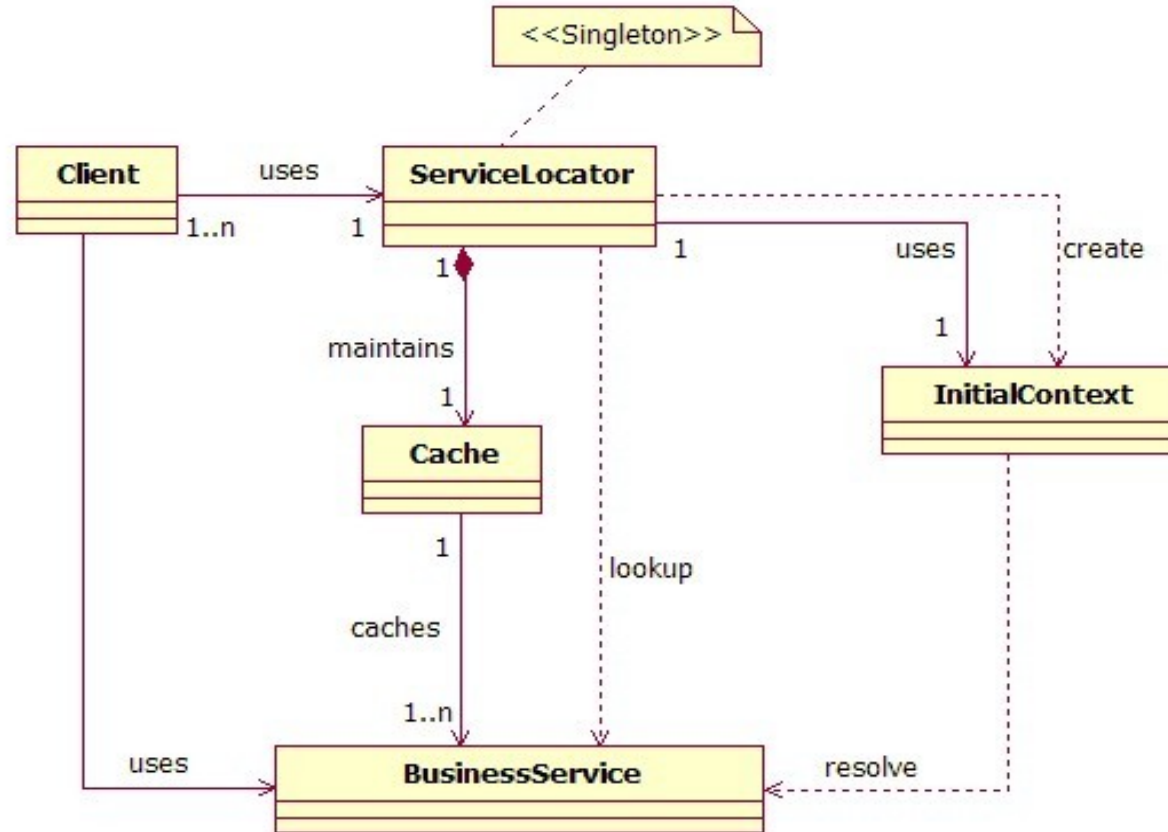 <<Singleton>>
Client
uses
ServiceLocator
1..n
1
1
1
uses
create
maintains
1
1
InitialContext
Cache
1
lookup
caches
1..n
uses
BusinessService
resolve